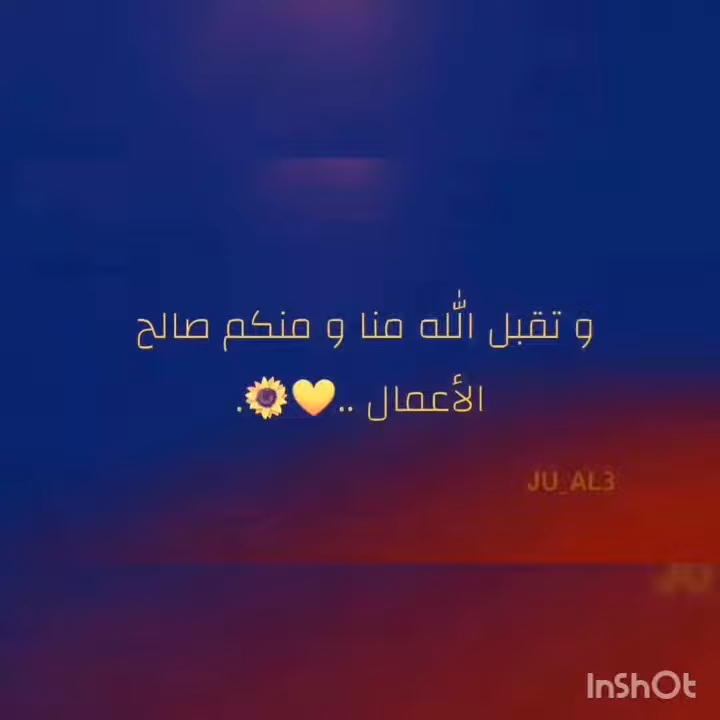 و تقبل الله منا و منكم صالح
الأعمال ..💛🌻.
JU_AL3
InShOt